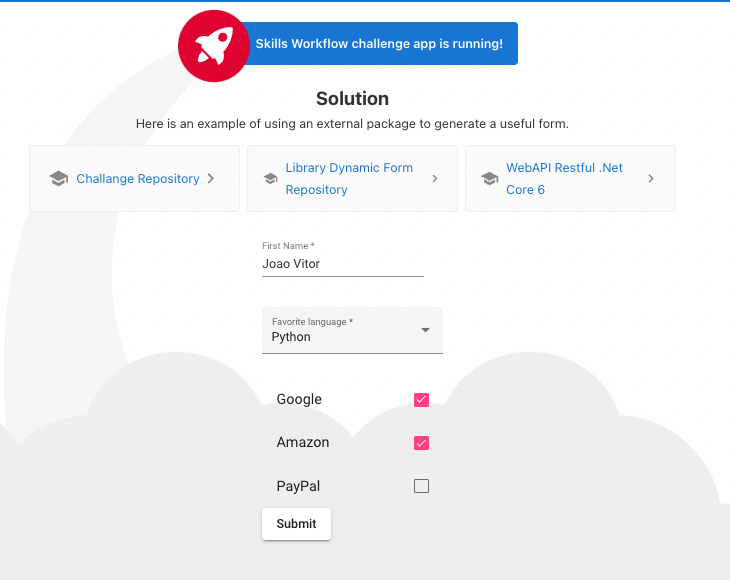 Skills Workflow challenge app is running!
Solution
Here is an example of using an external package to generate a useful form.
Challange Repository
Library Dynamic Form
Repository
WebAPI Restful .Net
Core 6
First Name *
Joao Vitor
Favorite language *
Python
Google
Amazon
PayPal
Submit